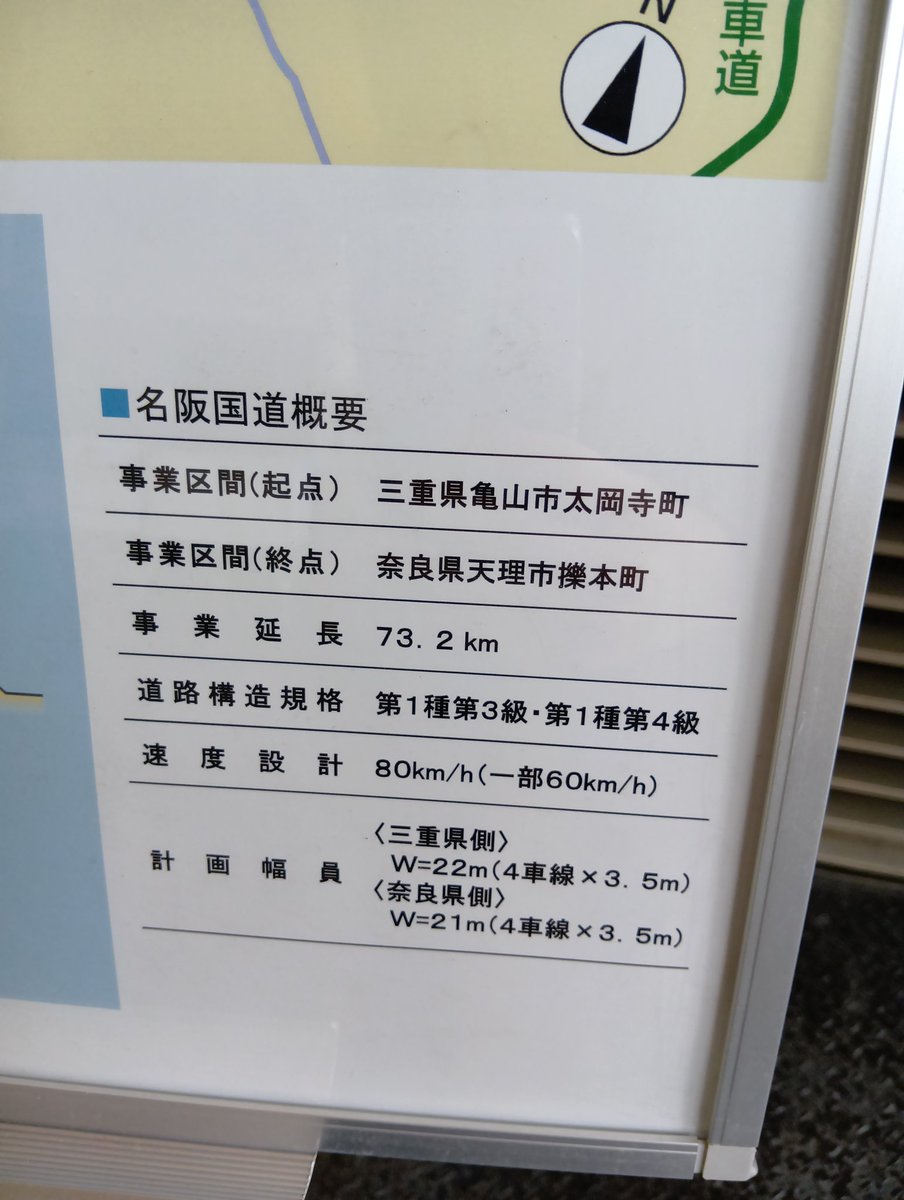 N
車道
■名阪国道概要
事業区間(起点) 三重県亀山市太岡寺町
事業区間(終点) 奈良県天理市擽本町
事業延長 73.2km
道路構造規格 第1種第3級・第1種第4級
速度設計 80km/h(一部60km/h)
計画幅員 〈三重県側〉
W=22m(4車線×3.5m)
〈奈良県側〉
W=21m(4車線×3.5m)